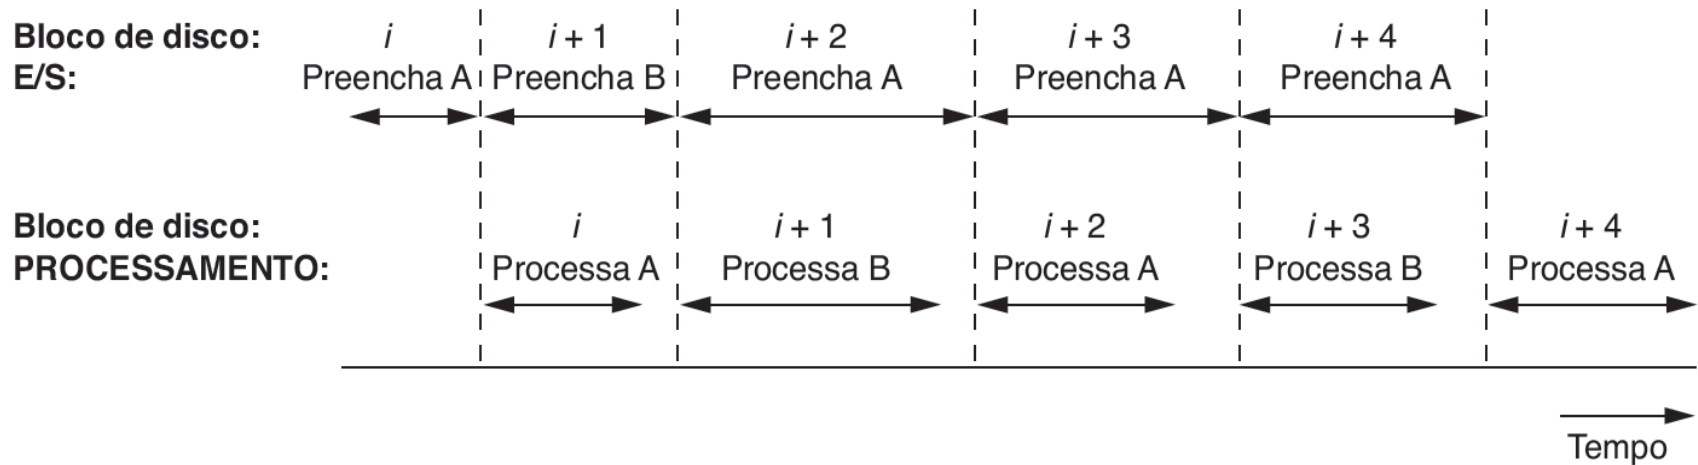 Bloco de disco: i i + 1 i + 2 i + 3 i + 4
E/S: Preencha A Preencha B Preencha A Preencha A Preencha A
Bloco de disco: i i + 1 i + 2 i + 3 i + 4
PROCESSAMENTO: Processa A Processa B Processa A Processa B Processa A
Tempo